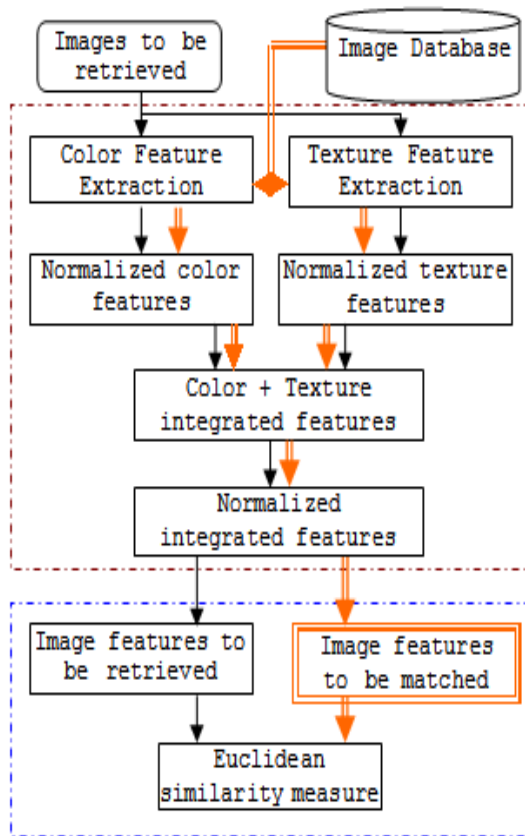 Images to be
retrieved
Image Database
Color Feature
Extraction
Texture Feature
Extraction
Normalized color
features
Normalized texture
features
Color + Texture
integrated features
Normalized
integrated features
Image features to
be retrieved
Image features
to be matched
Euclidean
similarity measure